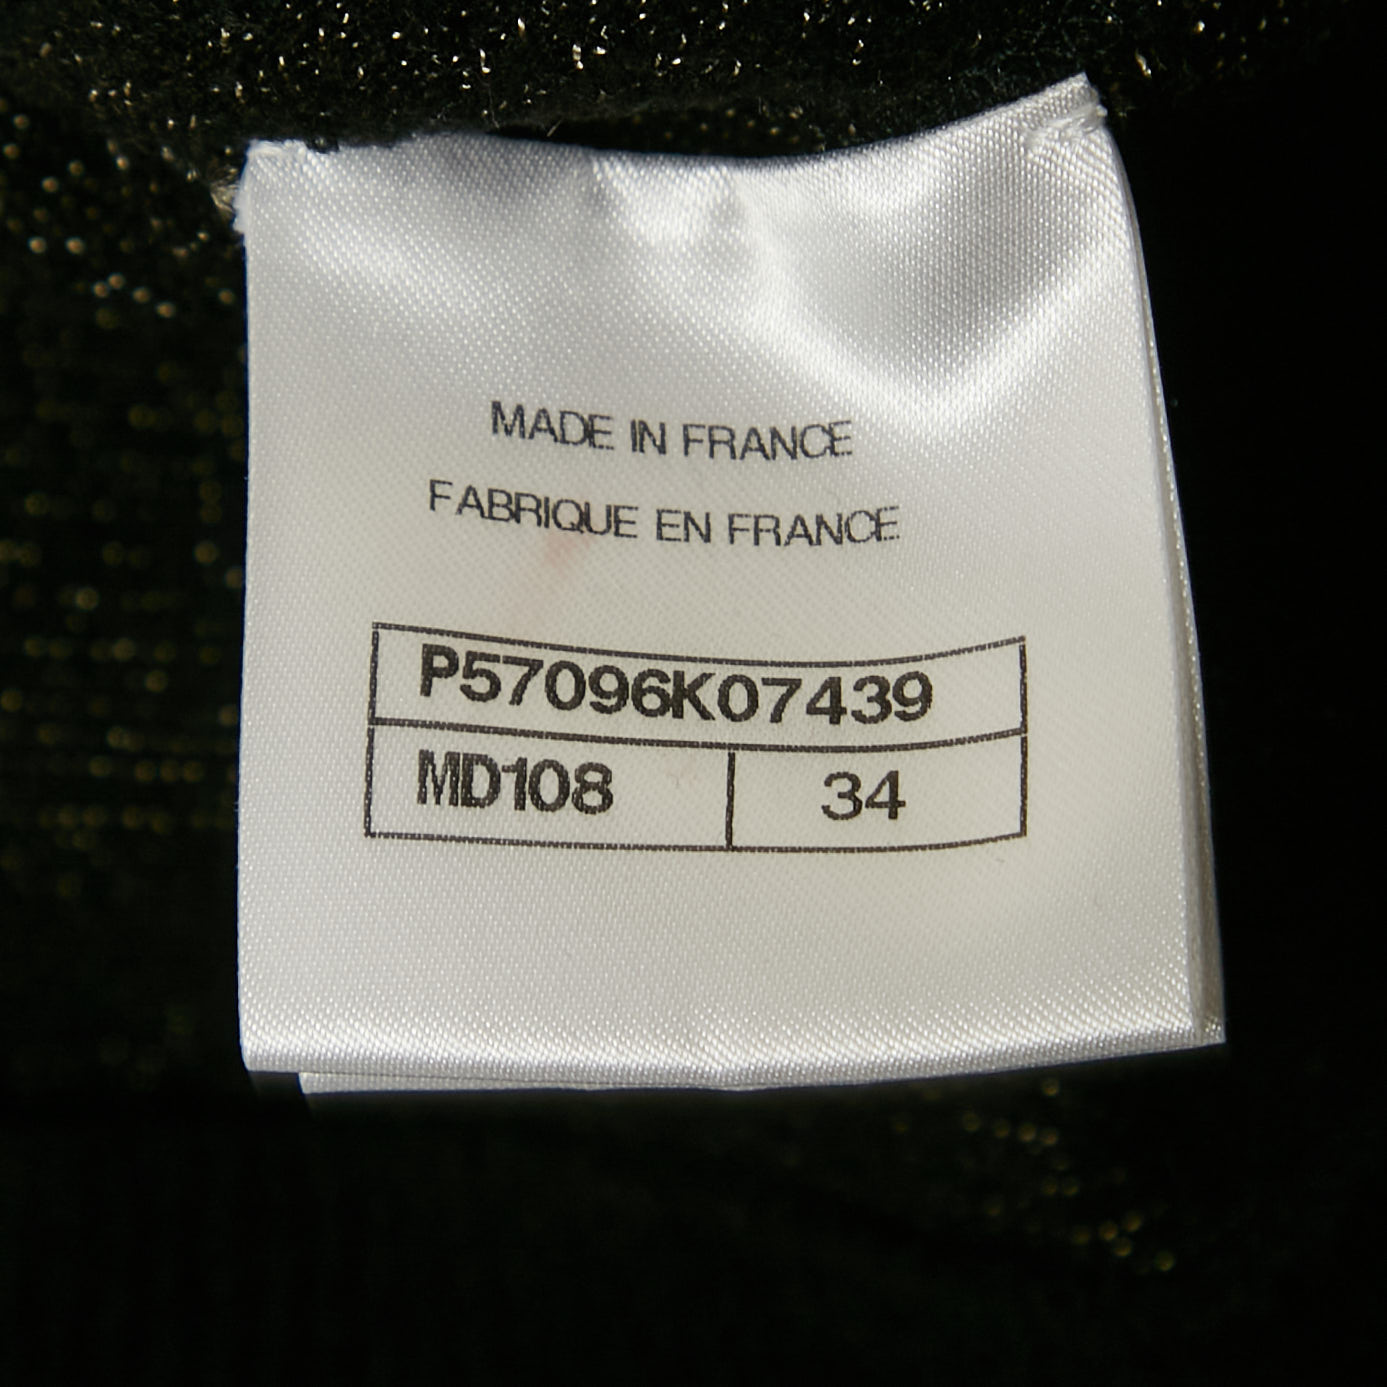 MADE IN FRANCE
FABRIQUE EN FRANCE
P57096K07439
MD108 34